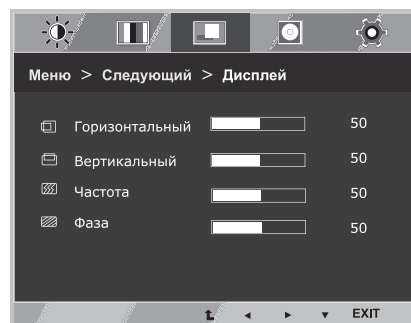 Меню > Следующий > Дисплей
Горизонтальный 50
Вертикальный 50
Частота 50
Фаза 50
EXIT